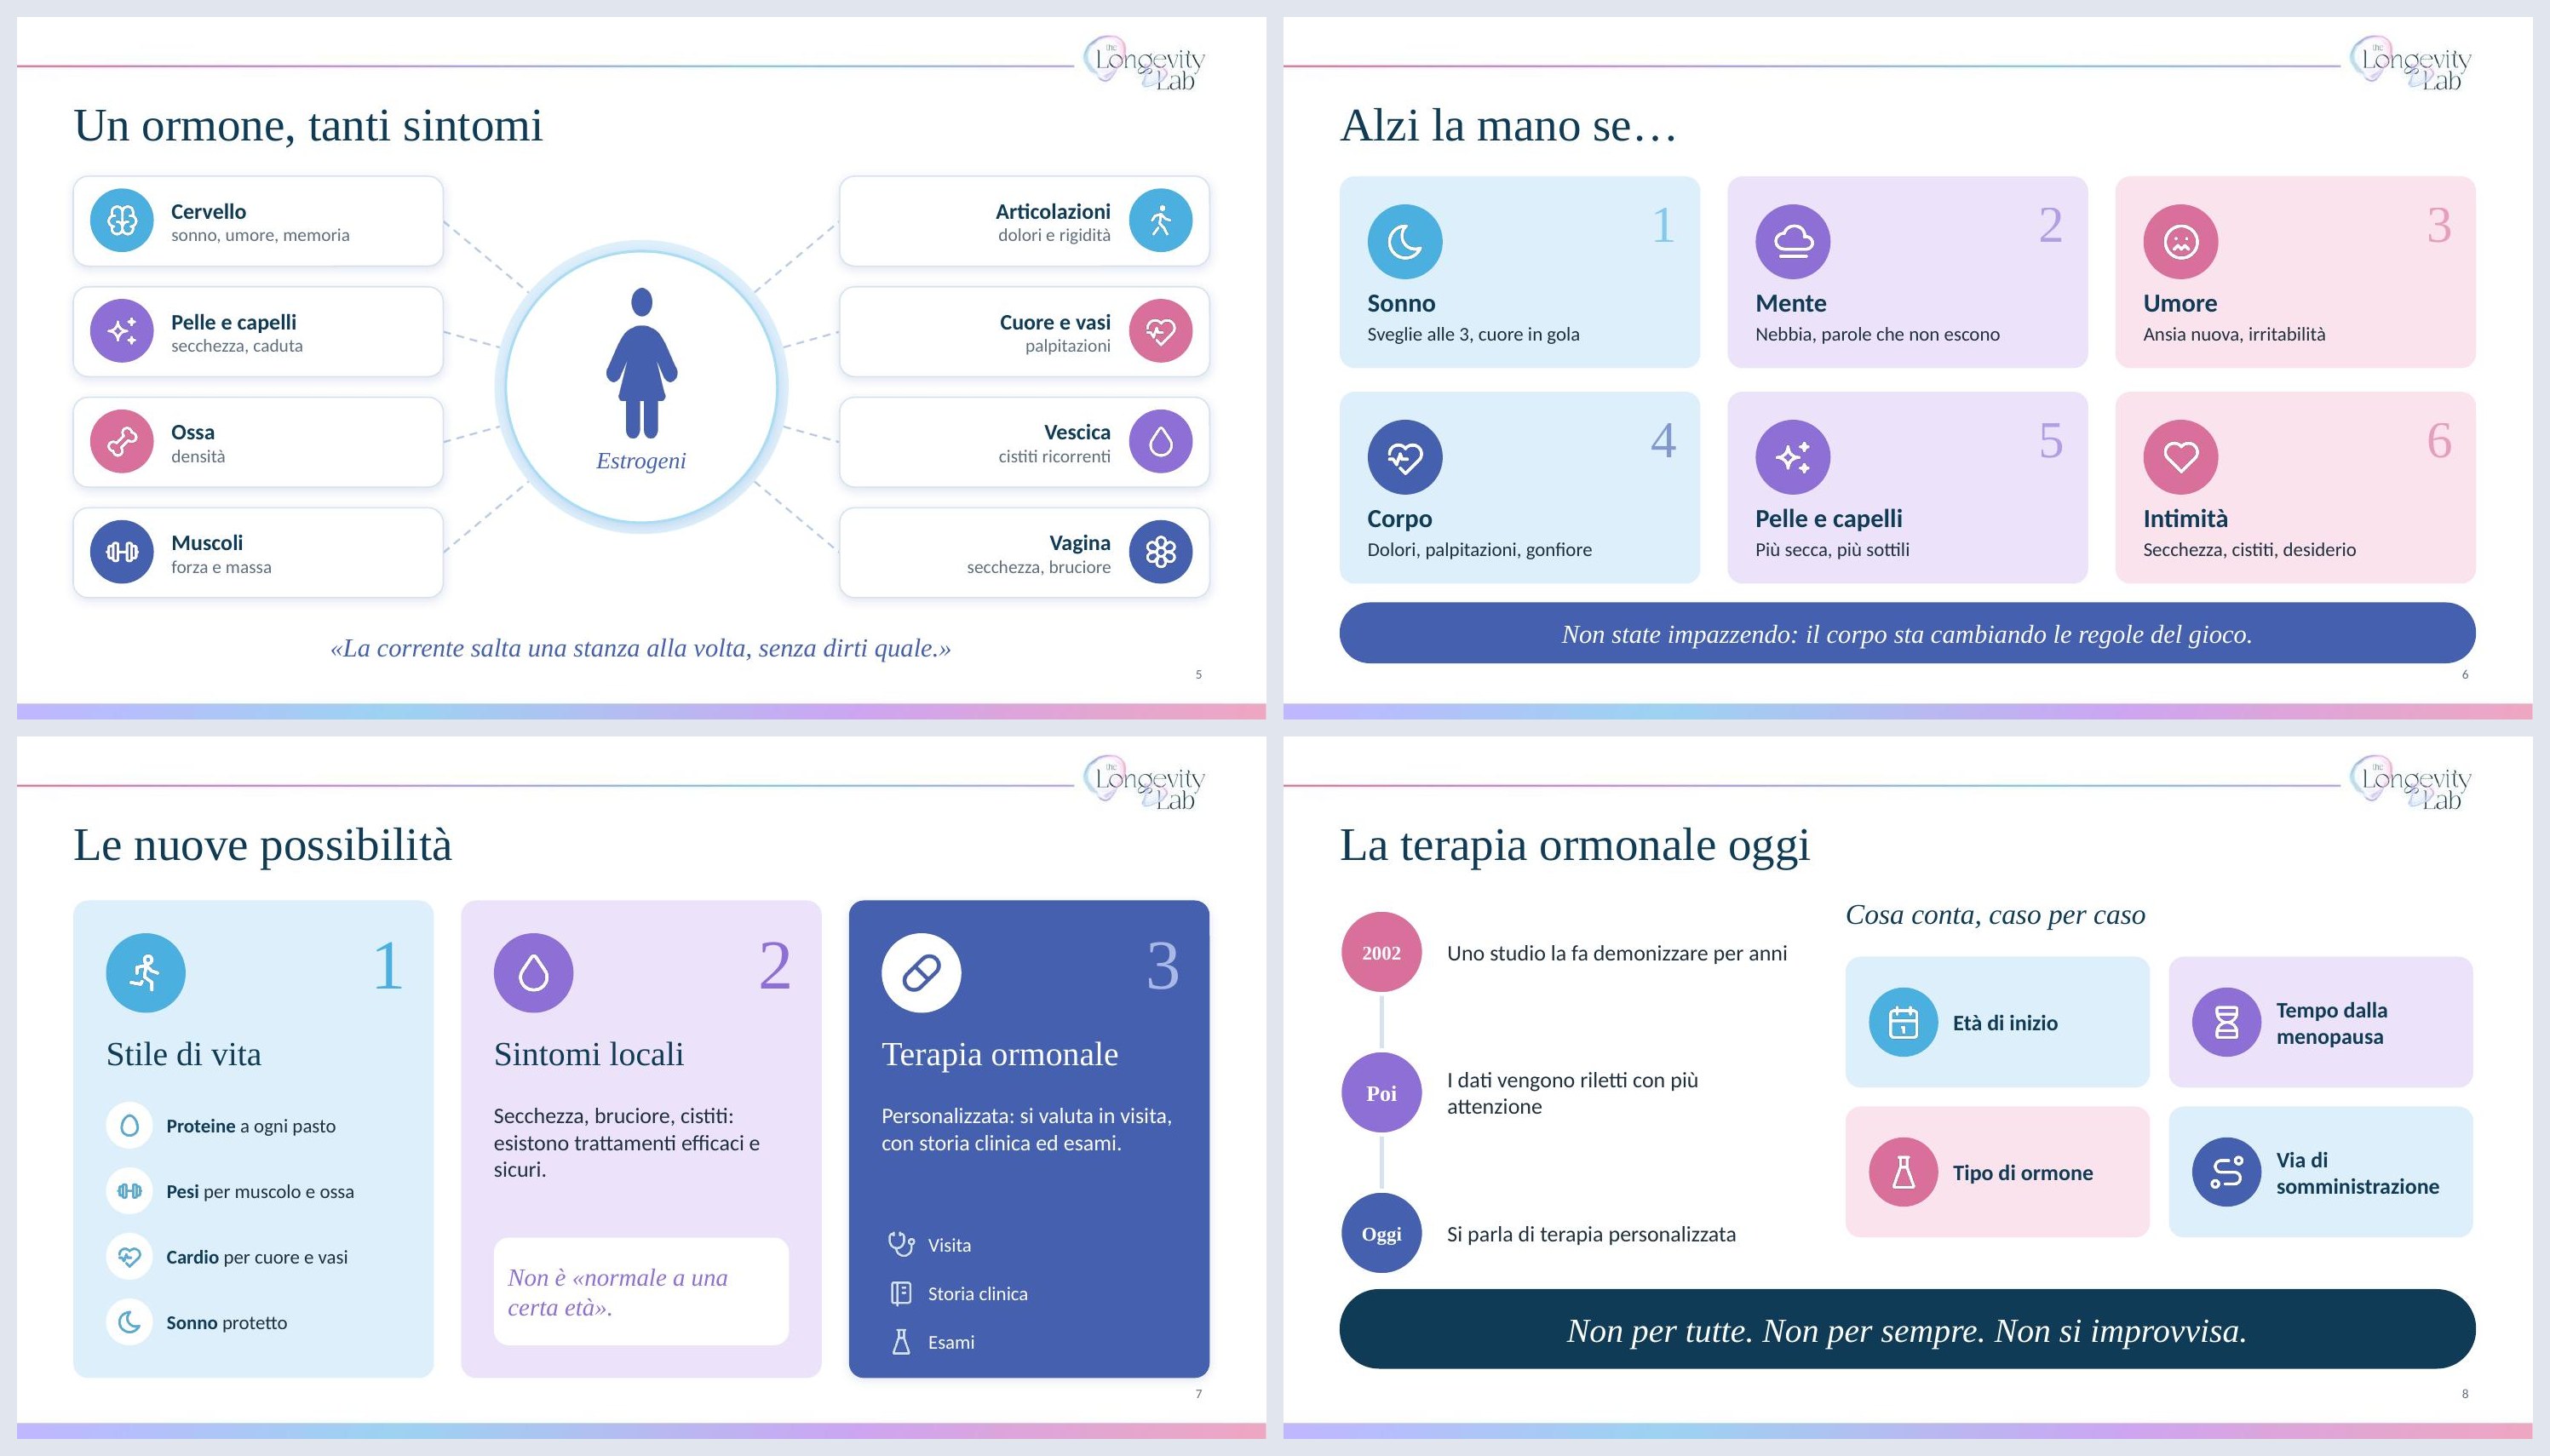 the
Longevity
Lab
Un ormone, tanti sintomi
Cervello
sonno, umore, memoria
Pelle e capelli
secchezza, caduta
Ossa
densità
Muscoli
forza e massa
Estrogeni
Articolazioni
dolori e rigidità
Cuore e vasi
palpitazioni
Vescica
cistiti ricorrenti
Vagina
secchezza, bruciore
«La corrente salta una stanza alla volta, senza dirti quale.»
5
the
Longevity
Lab
Alzi la mano se…
1
Sonno
Sveglie alle 3, cuore in gola
2
Mente
Nebbia, parole che non escono
3
Umore
Ansia nuova, irritabilità
4
Corpo
Dolori, palpitazioni, gonfiore
5
Pelle e capelli
Più secca, più sottili
6
Intimità
Secchezza, cistiti, desiderio
Non state impazzendo: il corpo sta cambiando le regole del gioco.
6
the
Longevity
Lab
Le nuove possibilità
1
Stile di vita
Proteine a ogni pasto
Pesi per muscolo e ossa
Cardio per cuore e vasi
Sonno protetto
2
Sintomi locali
Secchezza, bruciore, cistiti:
esistono trattamenti efficaci e
sicuri.
Non è «normale a una
certa età».
3
Terapia ormonale
Personalizzata: si valuta in visita,
con storia clinica ed esami.
Visita
Storia clinica
Esami
7
the
Longevity
Lab
La terapia ormonale oggi
2002
Uno studio la fa demonizzare per anni
Poi
I dati vengono riletti con più
attenzione
Oggi
Si parla di terapia personalizzata
Cosa conta, caso per caso
Età di inizio
Tempo dalla
menopausa
Tipo di ormone
Via di
somministrazione
Non per tutte. Non per sempre. Non si improvvisa.
8